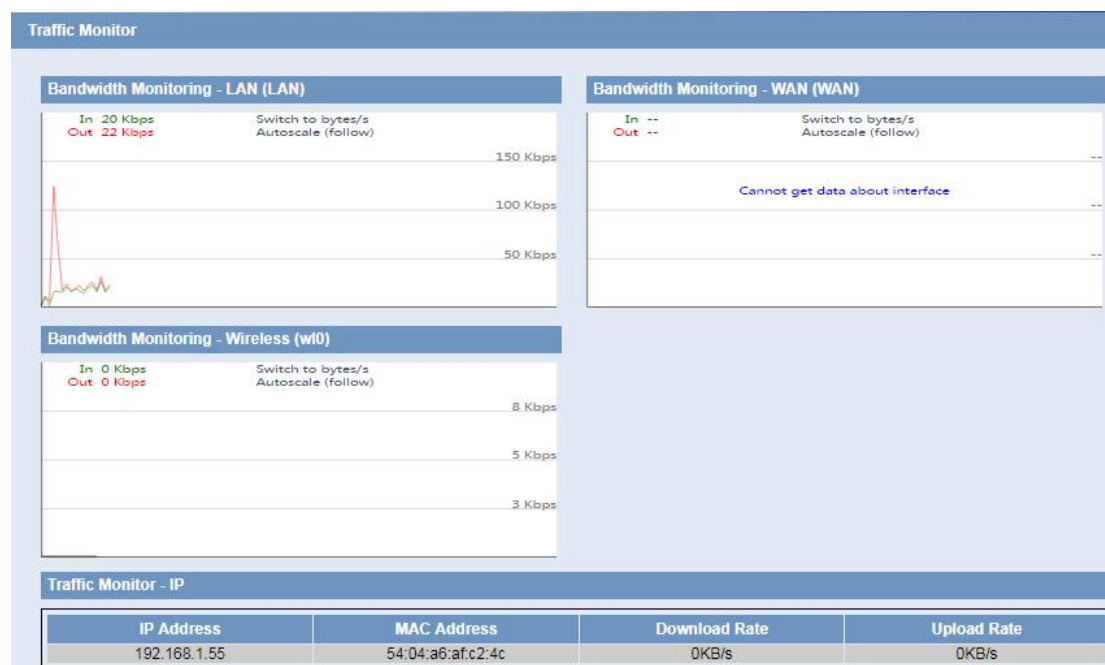 Traffic Monitor
Bandwidth Monitoring - LAN (LAN)
In 20 Kbps Switch to bytes/s
Out 22 Kbps Autoscale (follow)
150 Kbps
100 Kbps
50 Kbps
Bandwidth Monitoring - WAN (WAN)
In -- Switch to bytes/s
Out -- Autoscale (follow)
--
Cannot get data about interface
--
--
Bandwidth Monitoring - Wireless (wl0)
In 0 Kbps Switch to bytes/s
Out 0 Kbps Autoscale (follow)
8 Kbps
5 Kbps
3 Kbps
Traffic Monitor - IP
IP Address MAC Address Download Rate Upload Rate
192.168.1.55 54:04:a6:af:c2:4c 0KB/s 0KB/s